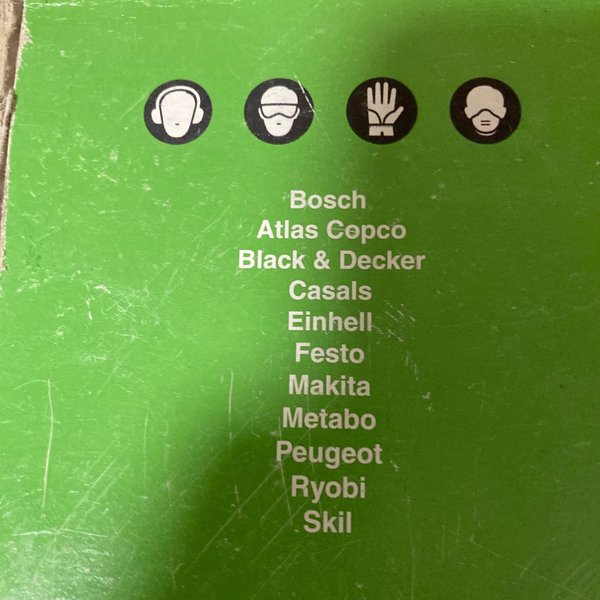 Bosch
Atlas Copco
Black & Decker
Casals
Einhell
Festo
Makita
Metabo
Peugeot
Ryobi
Skil